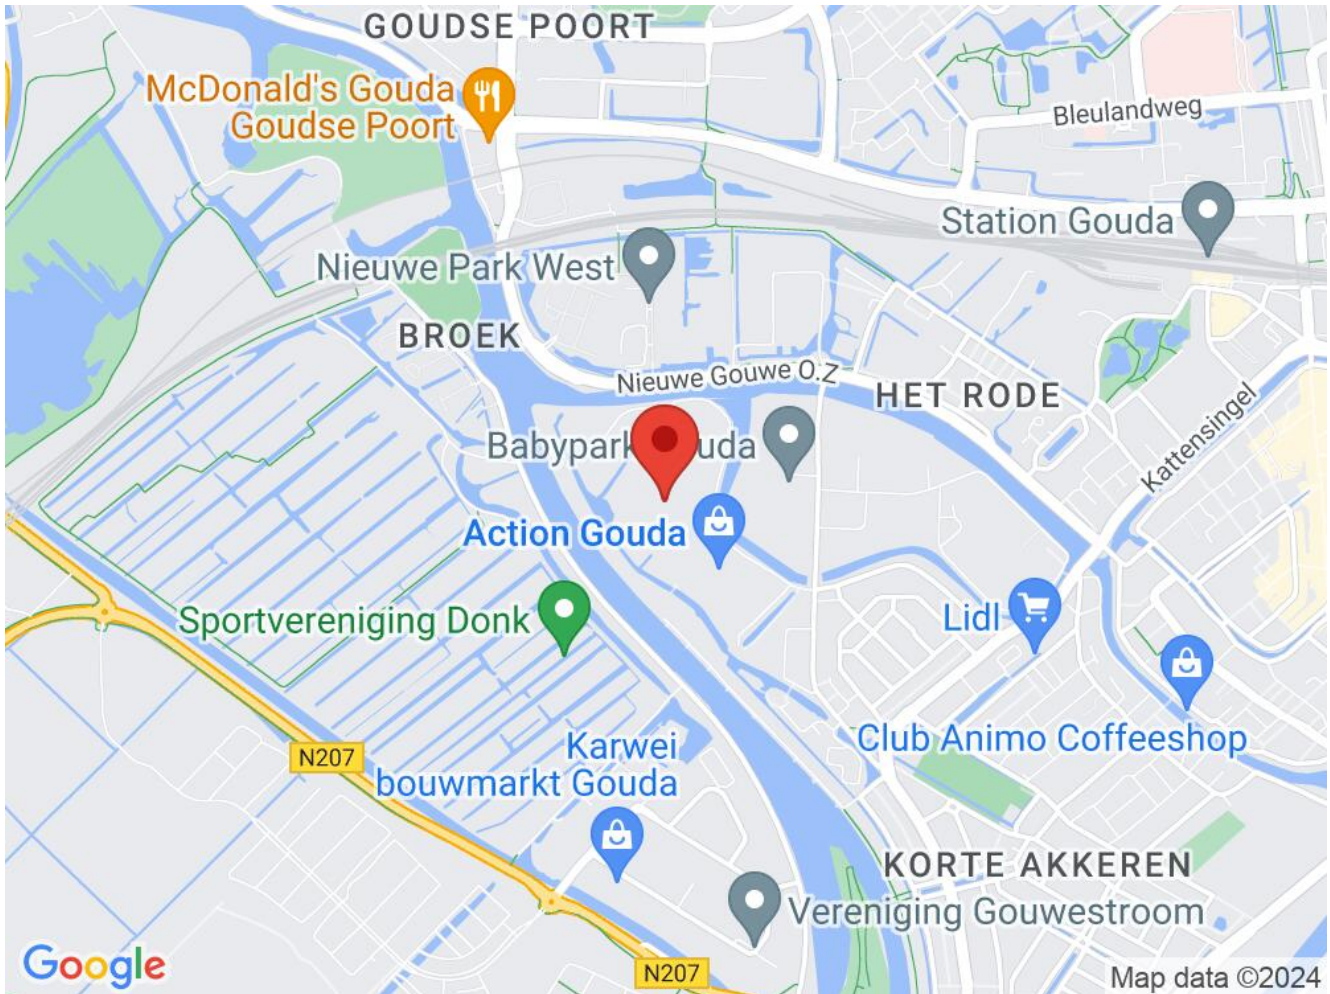 GOUDSE POORT
McDonald's Gouda
Goudse Poort
Bleulandweg
Station Gouda
Nieuwe Park West
BROEK
Nieuwe Gouwe O.Z
HET RODE
Kattensingel
Babypark Gouda
Action Gouda
Sportvereniging Donk
Lidl
Club Animo Coffeeshop
N207
Karwei
bouwmarkt Gouda
KORTE AKKEREN
Vereniging Gouwestroom
Google
N207
Map data ©2024